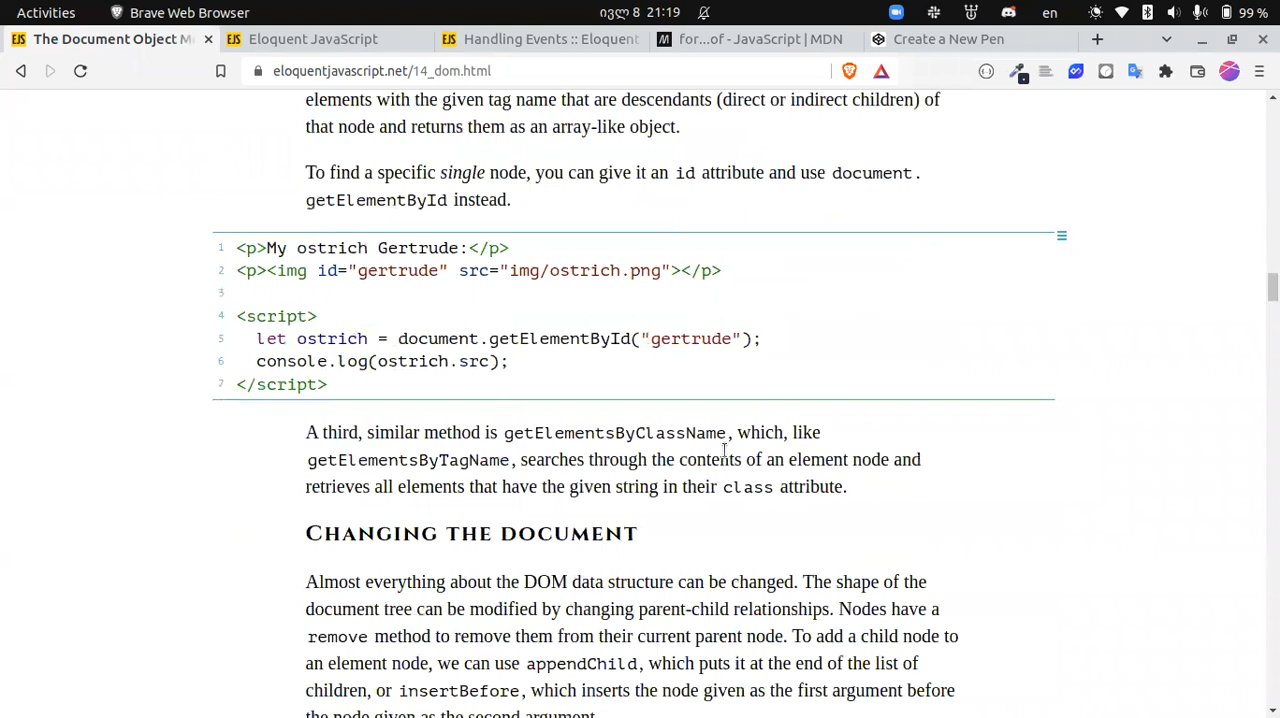 Activities Brave Web Browser ივლ 8 21:19 en 99 %
The Document Object M Eloquent JavaScript Handling Events :: Eloquent for...of - JavaScript | MDN Create a New Pen
eloquentjavascript.net/14_dom.html
elements with the given tag name that are descendants (direct or indirect children) of
that node and returns them as an array-like object.
To find a specific single node, you can give it an id attribute and use document.
getElementById instead.
1 <p>My ostrich Gertrude:</p>
2 <p><img id="gertrude" src="img/ostrich.png"></p>
3
4 <script>
5 let ostrich = document.getElementById("gertrude");
6 console.log(ostrich.src);
7 </script>
A third, similar method is getElementsByClassName, which, like
getElementsByTagName, searches through the contents of an element node and
retrieves all elements that have the given string in their class attribute.
CHANGING THE DOCUMENT
Almost everything about the DOM data structure can be changed. The shape of the
document tree can be modified by changing parent-child relationships. Nodes have a
remove method to remove them from their current parent node. To add a child node to
an element node, we can use appendChild, which puts it at the end of the list of
children, or insertBefore, which inserts the node given as the first argument before
the node given as the second argument.